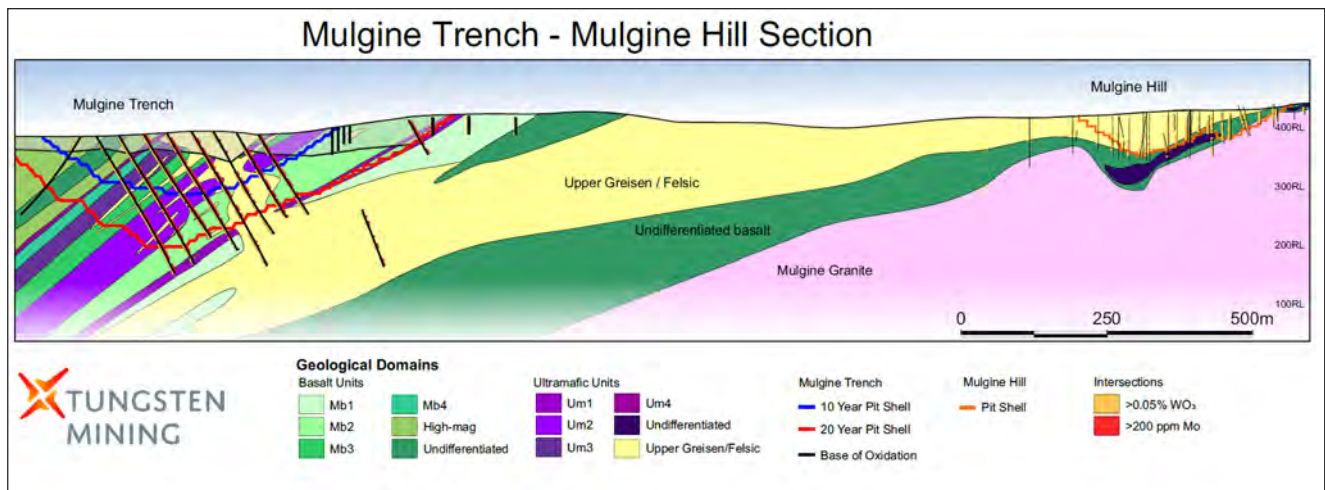 Mulgine Trench - Mulgine Hill Section
Mulgine Trench
Mulgine Hill
400RL
Upper Greisen / Felsic
300RL
Undifferentiated basalt
200RL
Mulgine Granite
100RL
0 250 500m
TUNGSTEN
MINING
Geological Domains
Basalt Units
Mb1
Mb2
Mb3
Mb4
High-mag
Undifferentiated
Ultramafic Units
Um1
Um2
Um3
Um4
Undifferentiated
Upper Greisen/Felsic
Mulgine Trench
10 Year Pit Shell
20 Year Pit Shell
Base of Oxidation
Mulgine Hill
Pit Shell
Intersections
>0.05% WO₃
>200 ppm Mo